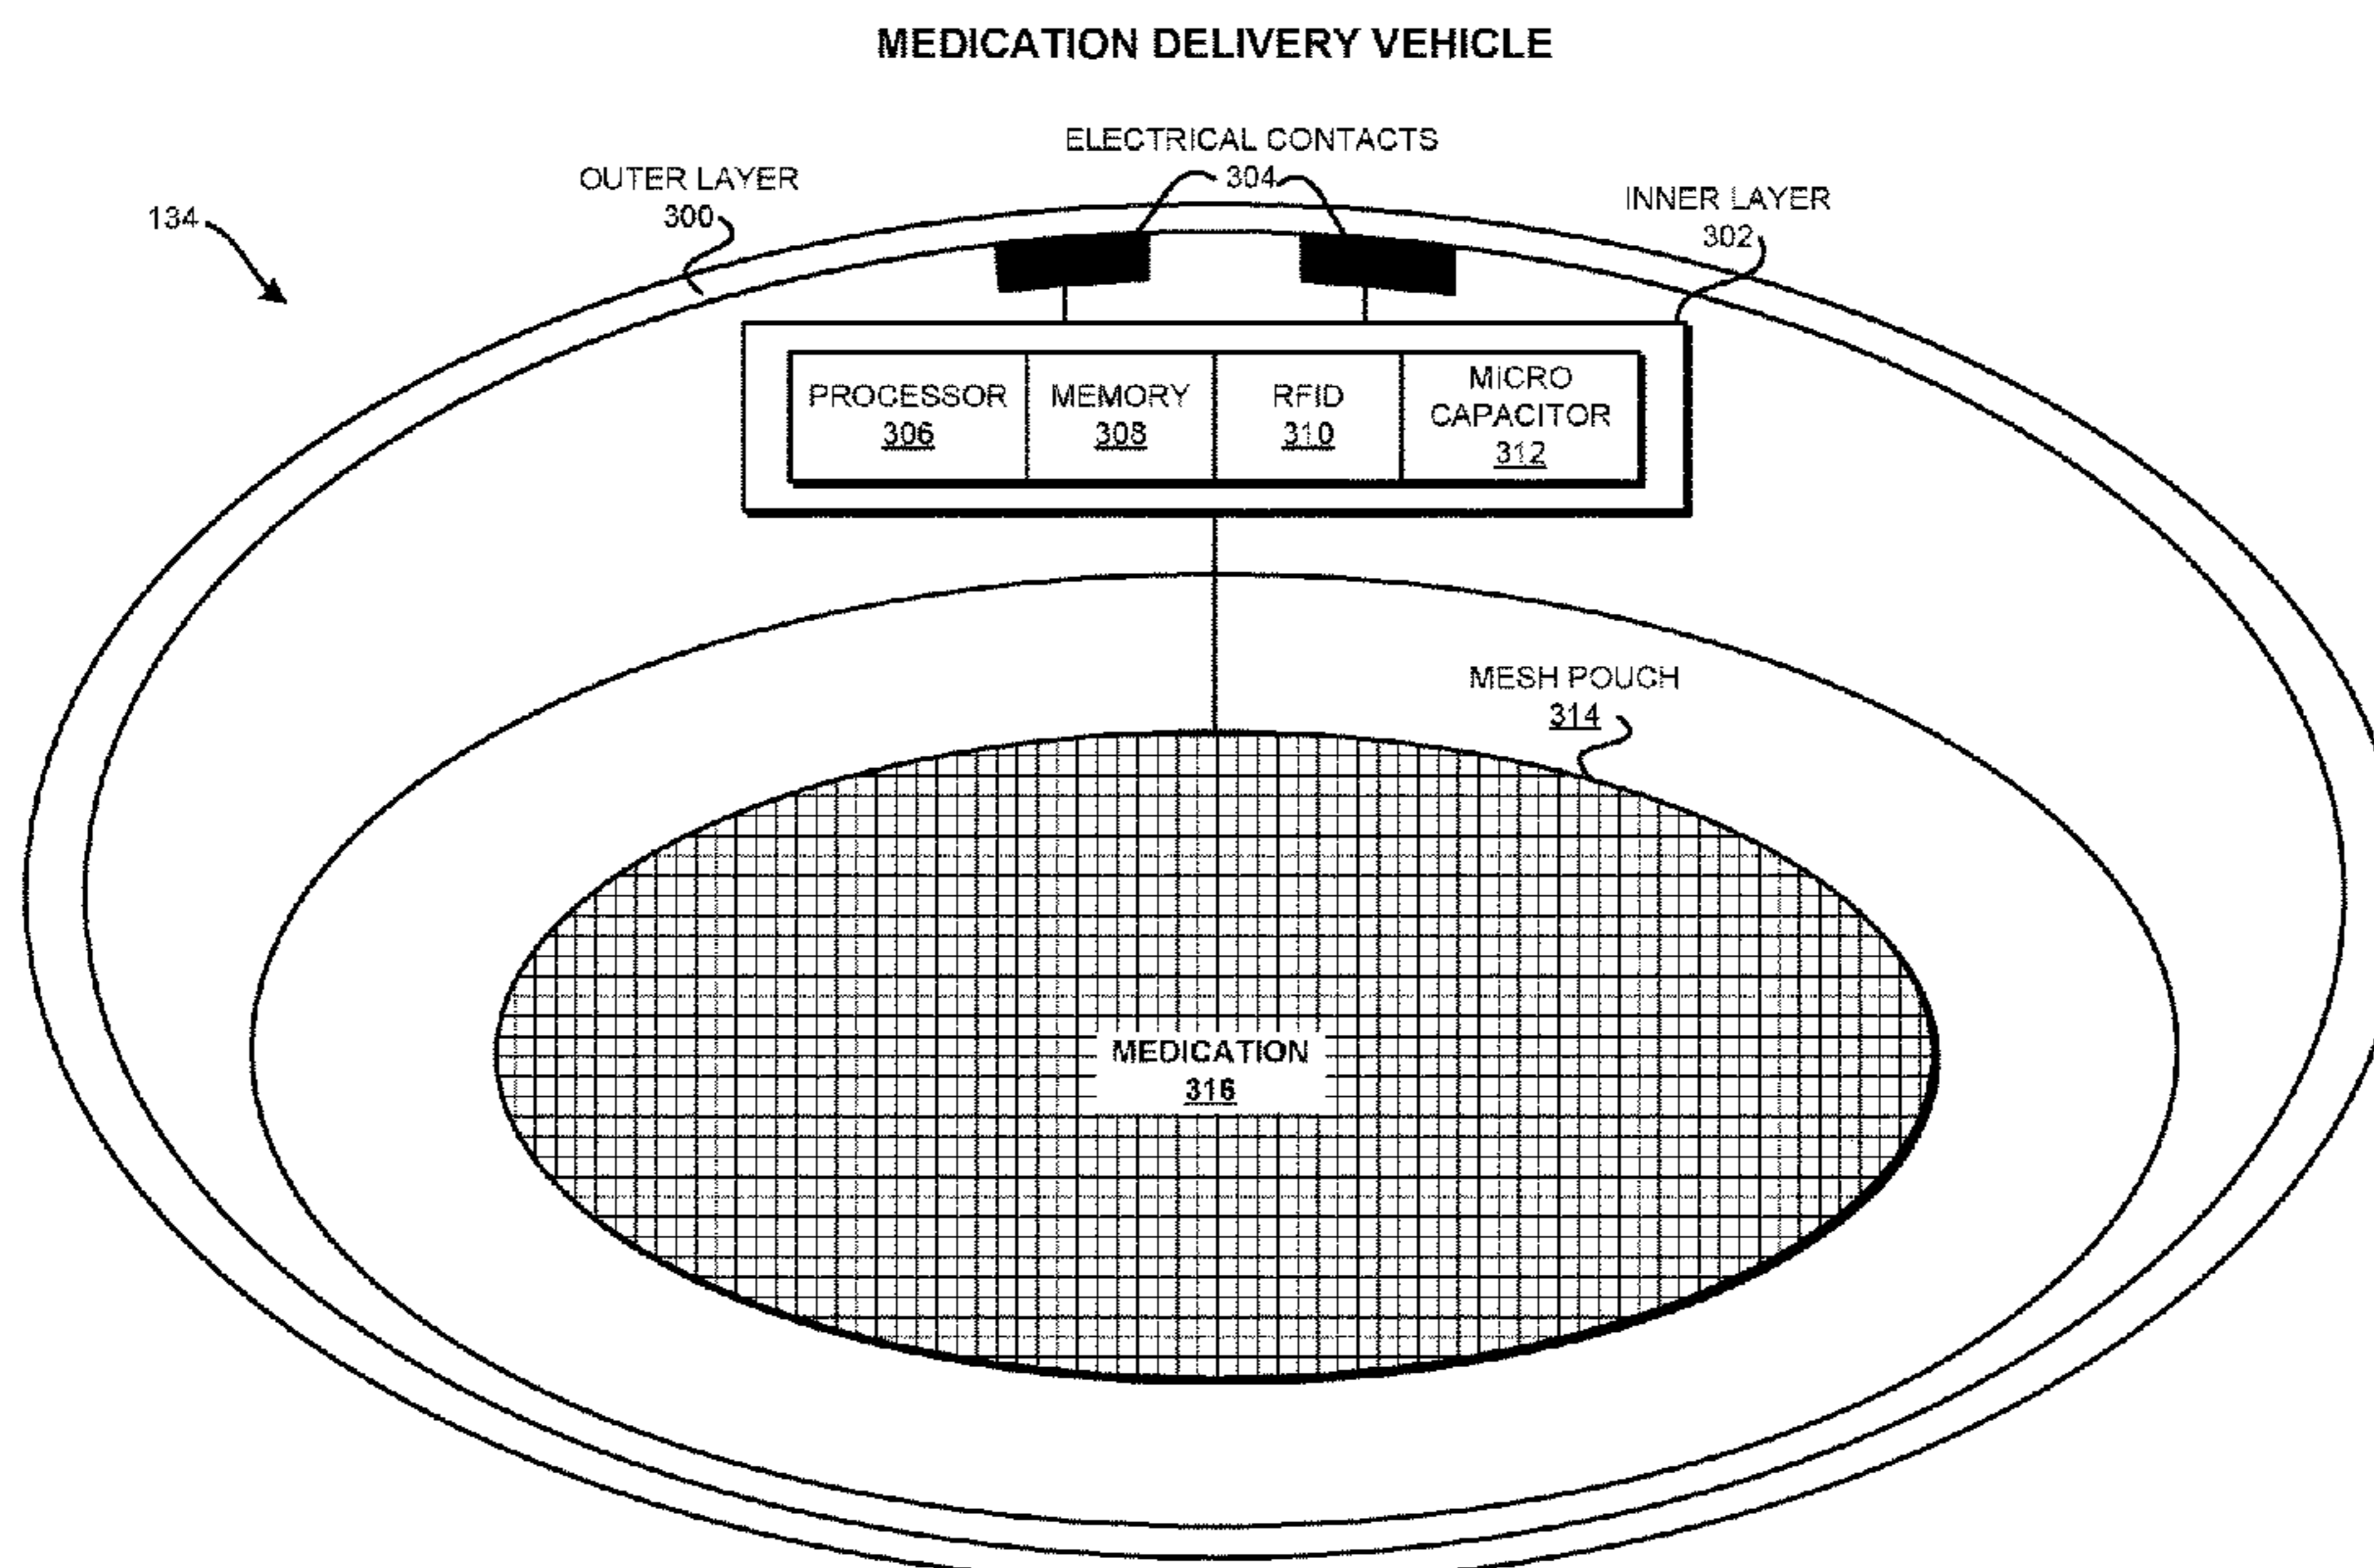 MEDICATION DELIVERY VEHICLE
ELECTRICAL CONTACTS
304
OUTER LAYER
300
INNER LAYER
302
134
PROCESSOR
306
MEMORY
308
RFID
310
MICRO
CAPACITOR
312
MESH POUCH
314
MEDICATION
316